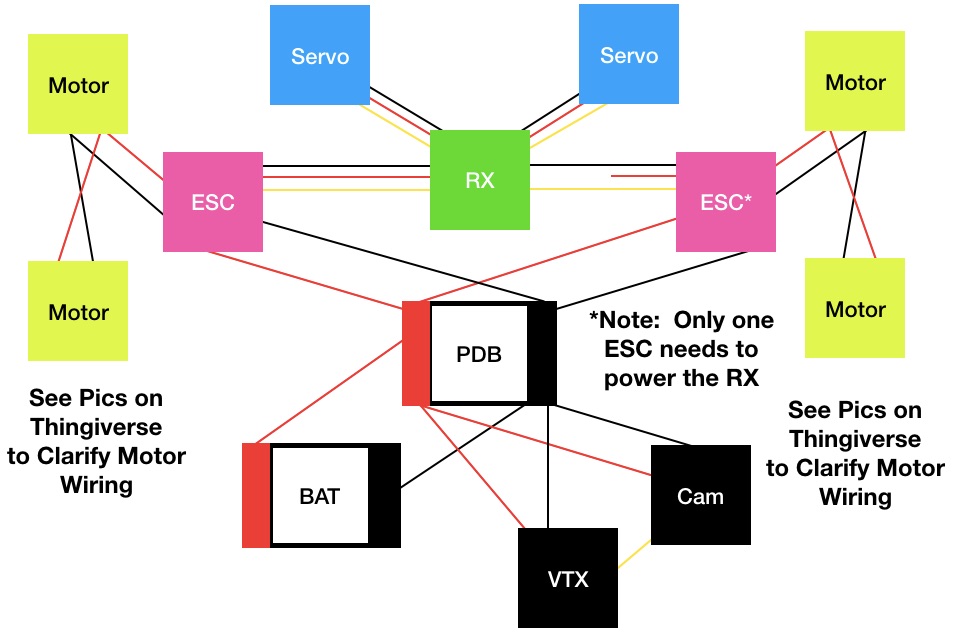 Servo
Servo
Motor
Motor
RX
ESC
ESC*
Motor
Motor
*Note:  Only one
ESC needs to
power the RX
PDB
See Pics on
Thingiverse
to Clarify Motor
Wiring
See Pics on
Thingiverse
to Clarify Motor
Wiring
BAT
Cam
VTX